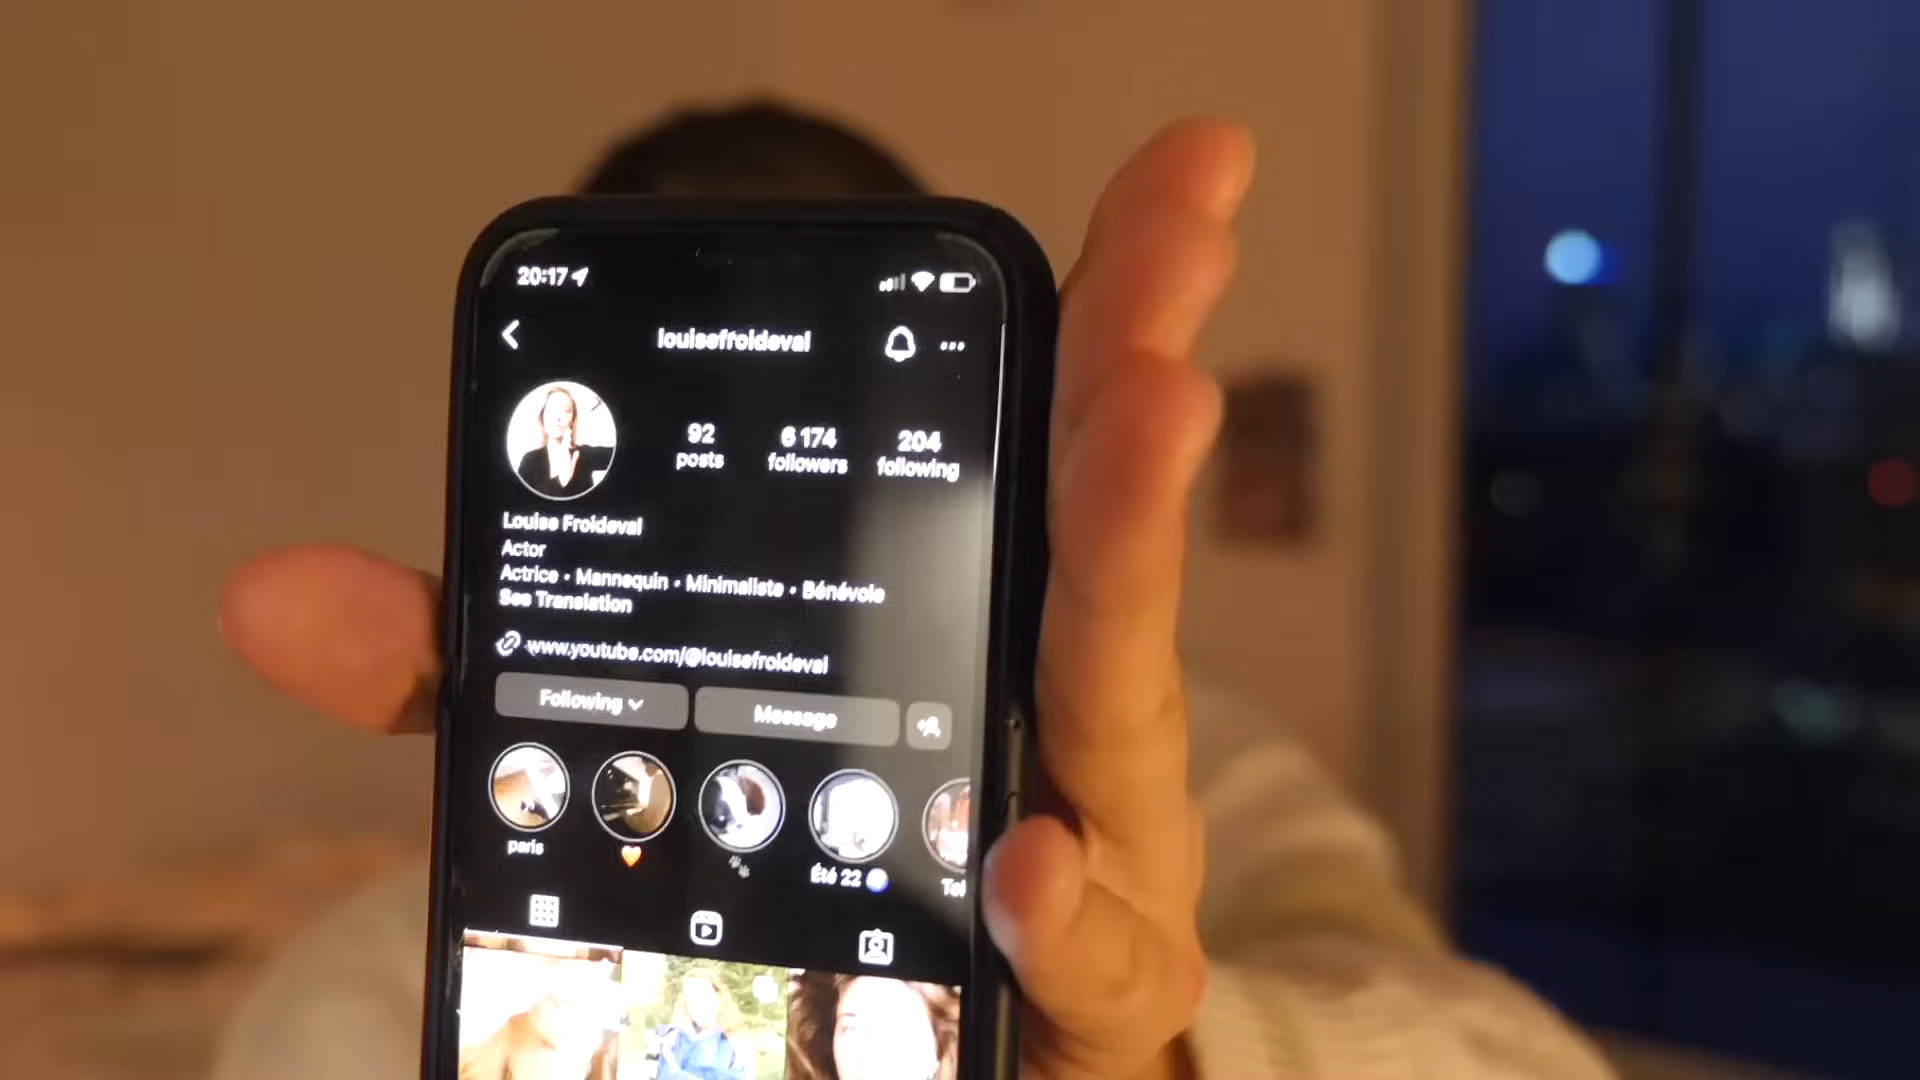 20:17
louisefroideval
92 6 174 204
posts followers following
Louise Froideval
Actor
Actrice • Mannequin • Minimaliste • Bénévole
See Translation
www.youtube.com/@louisefroideval
Following Message
paris ❤️ 🐾 Été 22 Tol